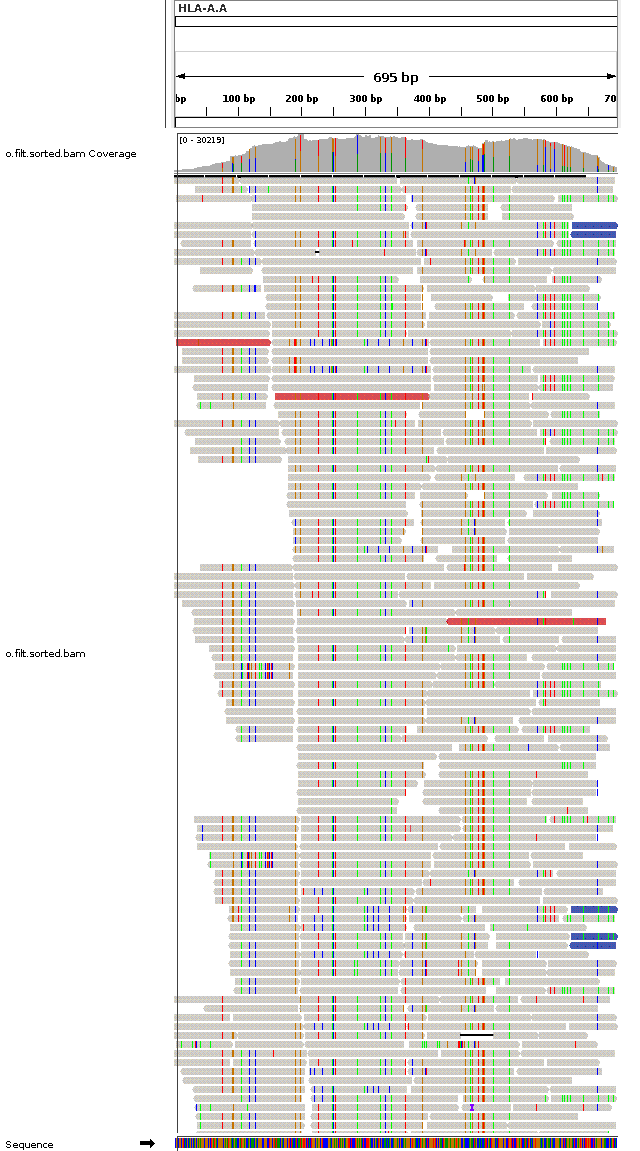 HLA-A.A
695 bp
bp 100 bp 200 bp 300 bp 400 bp 500 bp 600 bp 70
[0 - 30219]
o.filt.sorted.bam Coverage
o.filt.sorted.bam
Sequence